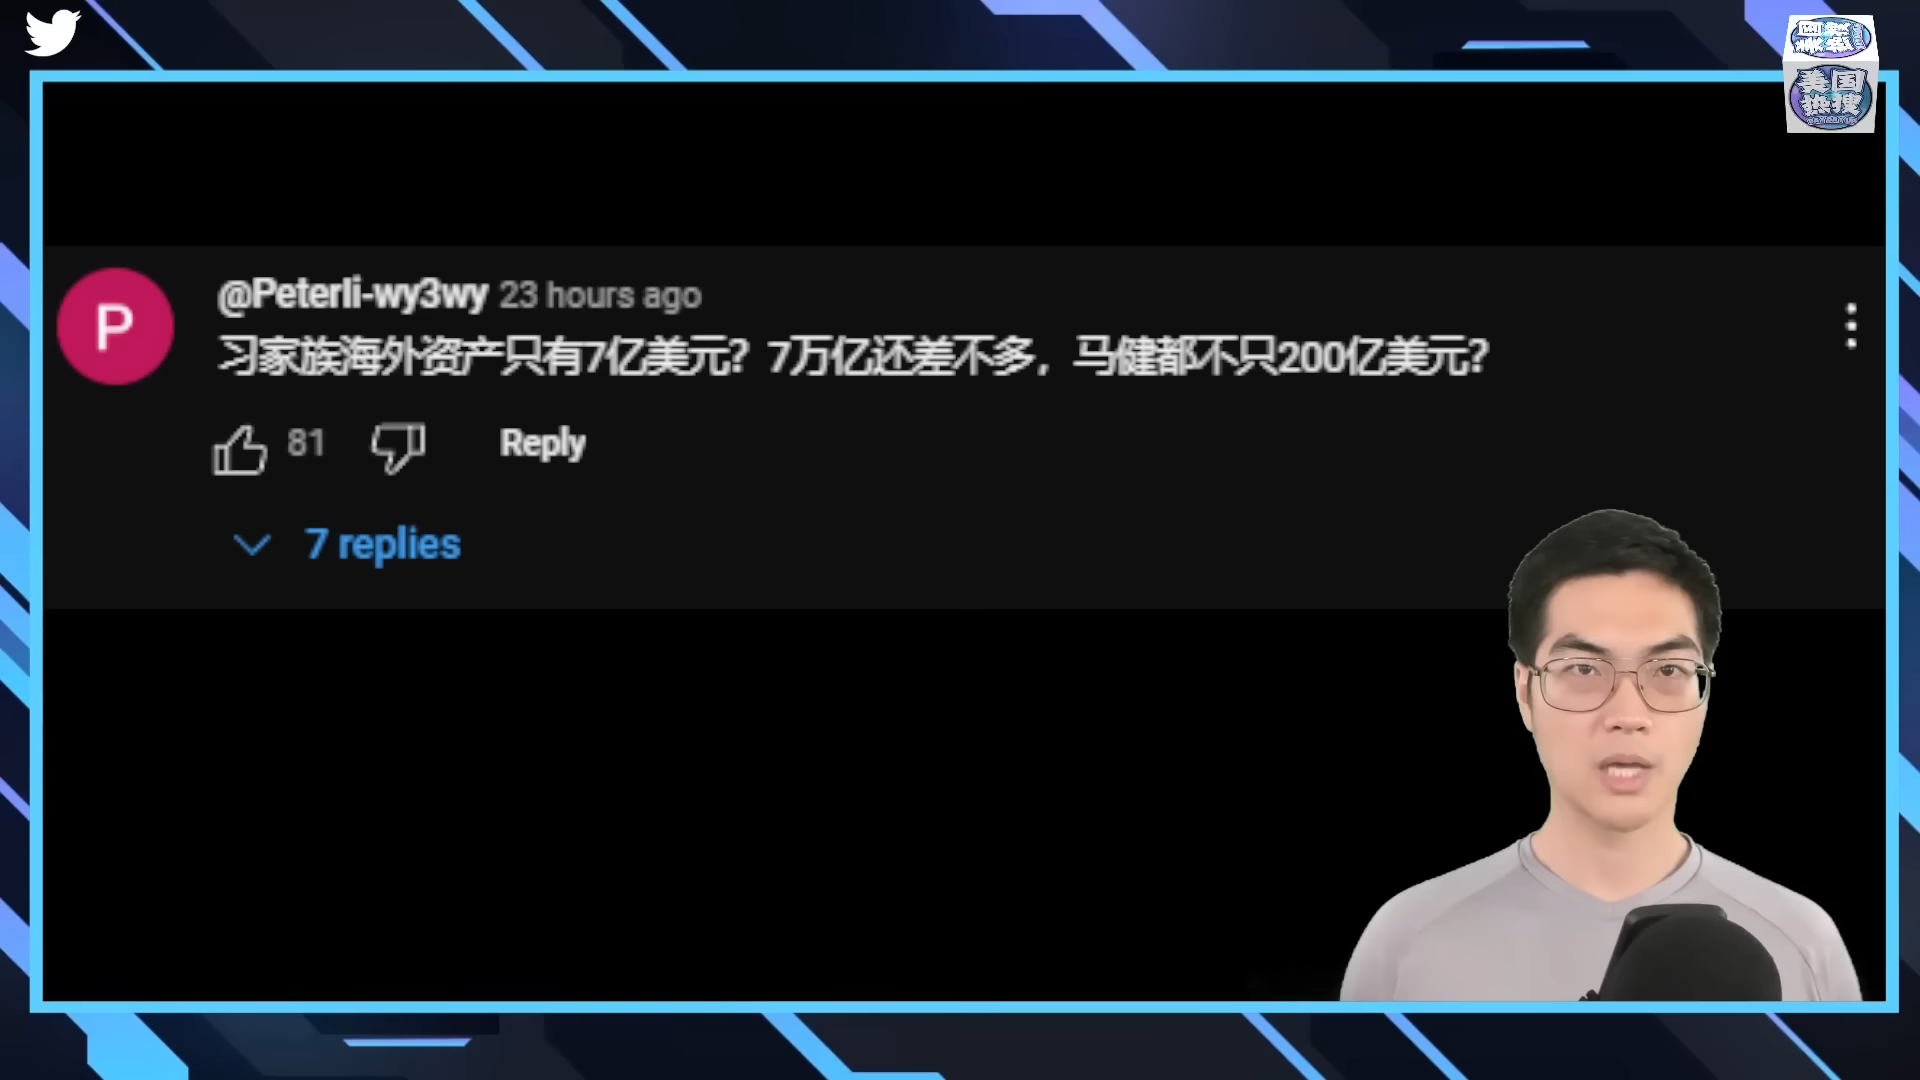 美国
热搜
P
@Peterli-wy3wy 23 hours ago
习家族海外资产只有7亿美元？7万亿还差不多，马健都不只200亿美元？
81 Reply
7 replies